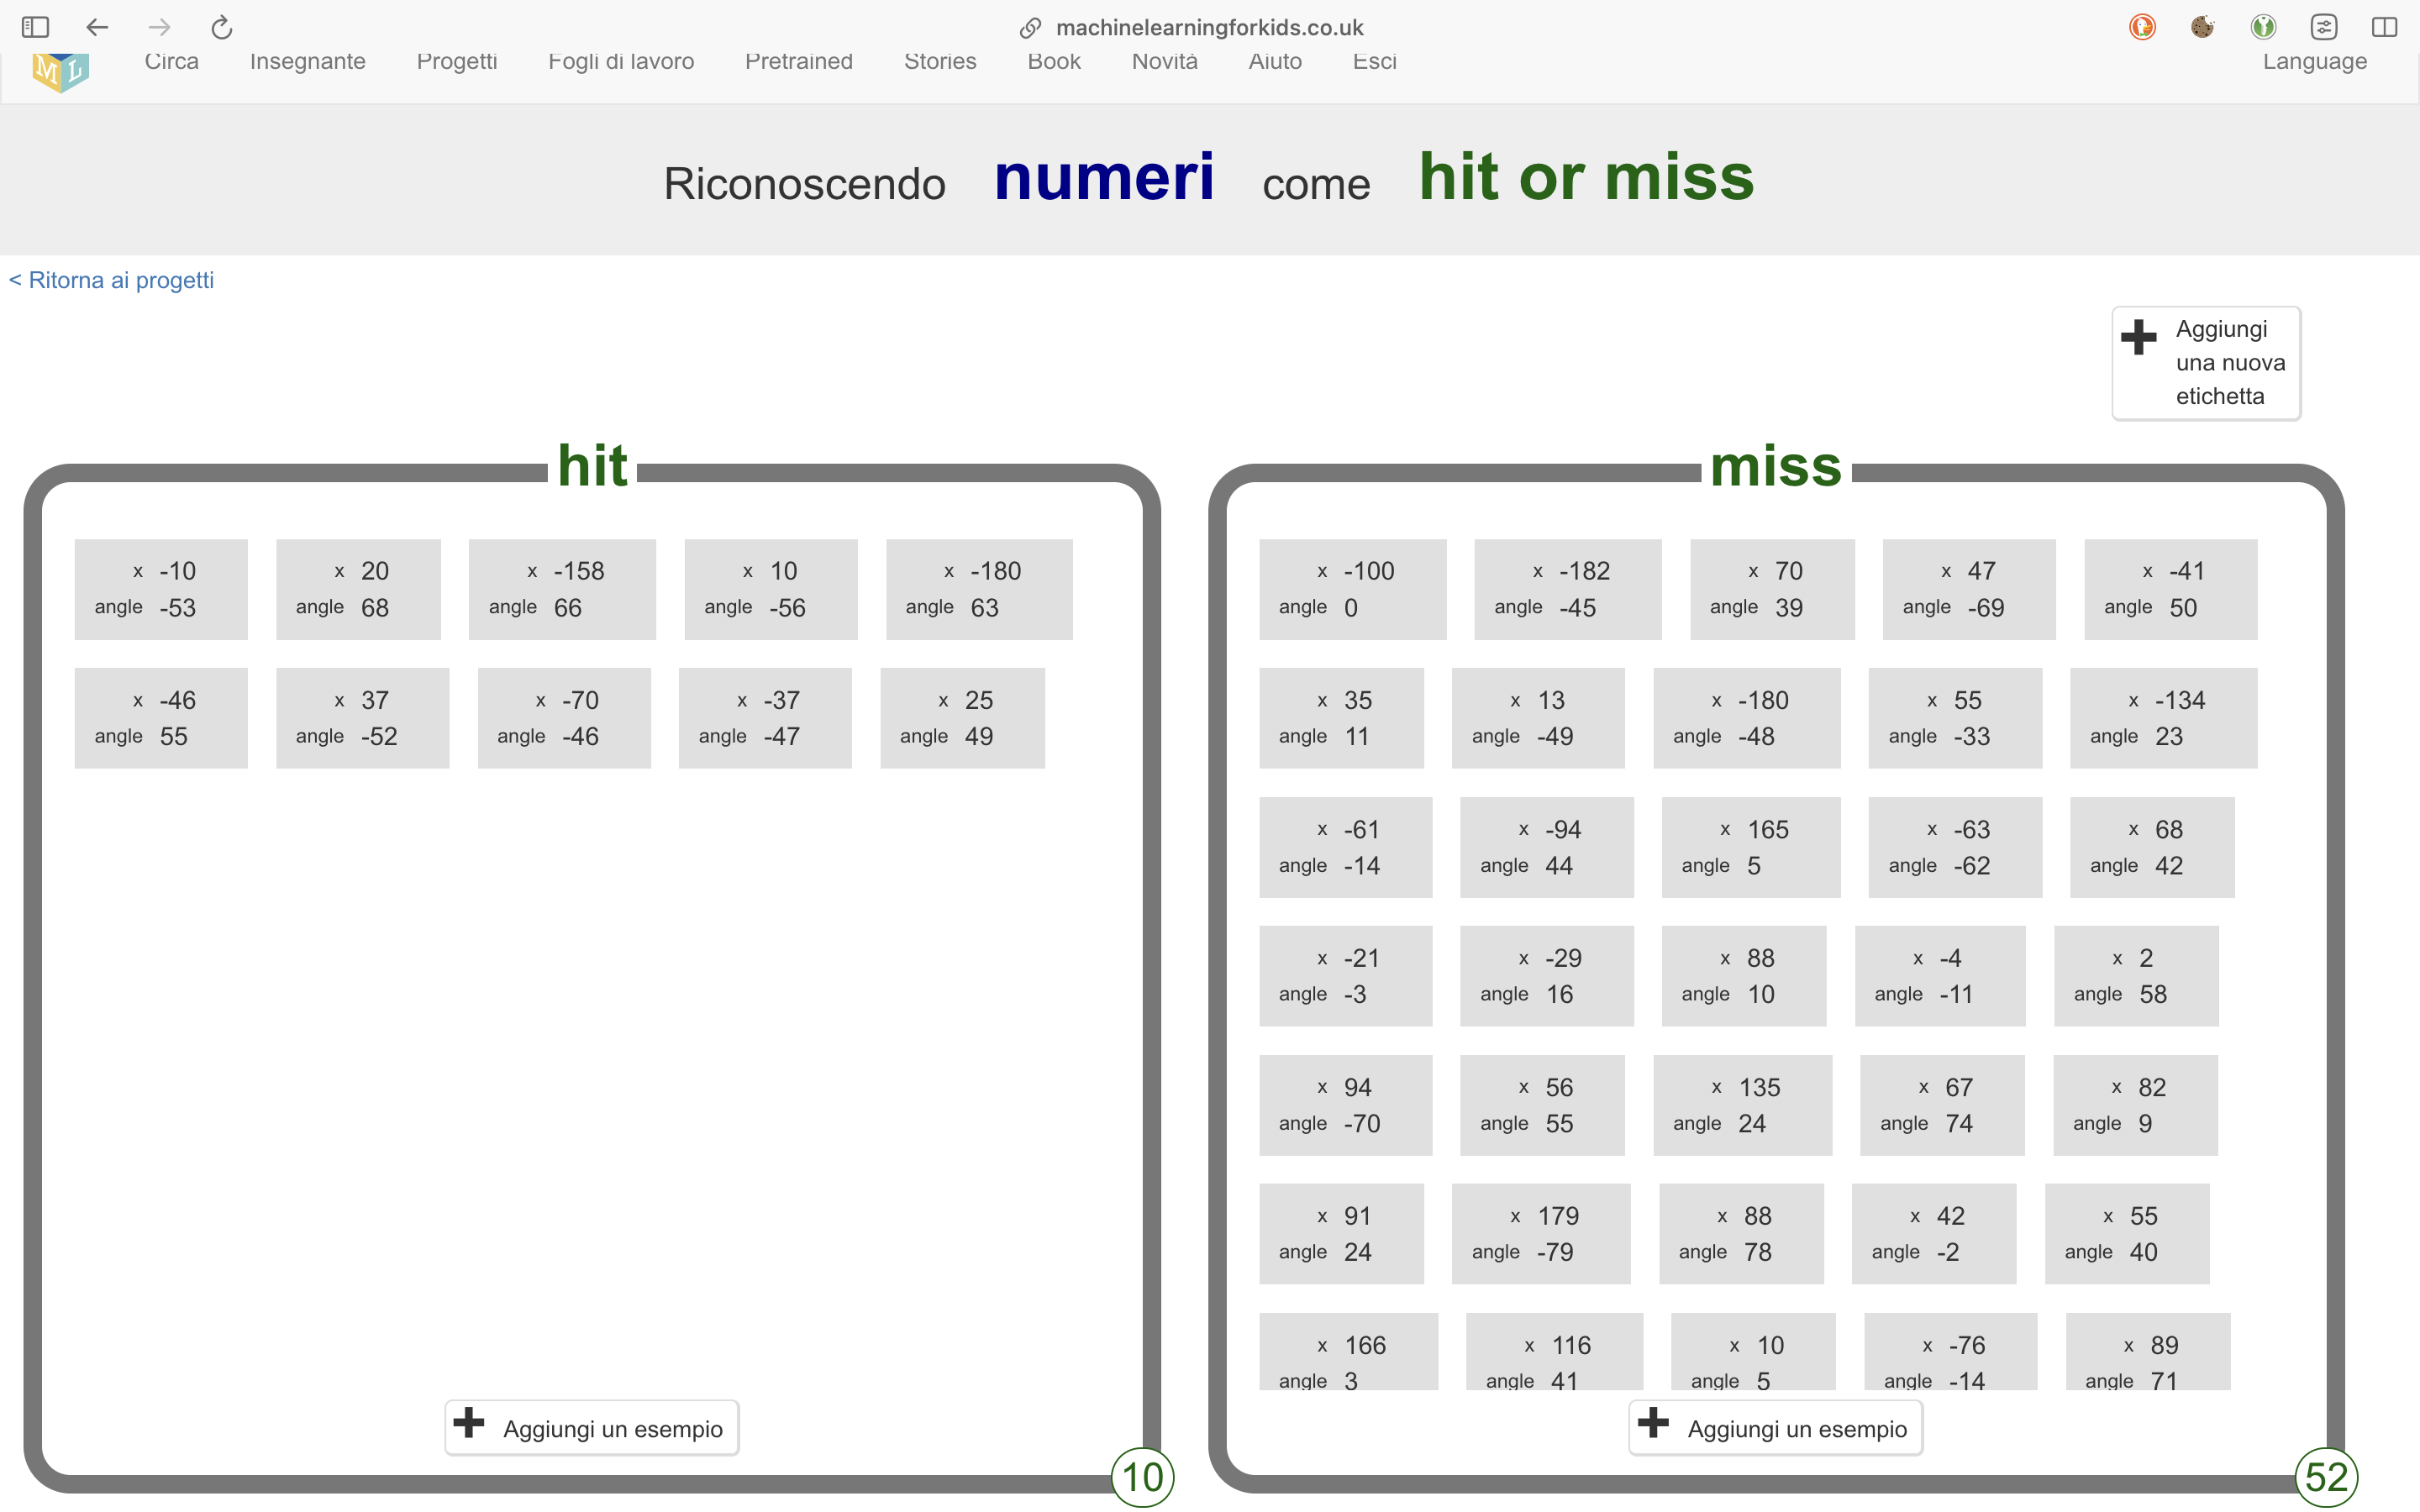 machinelearningforkids.co.uk
ML Circa Insegnante Progetti Fogli di lavoro Pretrained Stories Book Novità Aiuto Esci Language
Riconoscendo numeri come hit or miss
< Ritorna ai progetti
Aggiungi
una nuova
etichetta
hit
x -10 x 20 x -158 x 10 x -180
angle -53 angle 68 angle 66 angle -56 angle 63
x -46 x 37 x -70 x -37 x 25
angle 55 angle -52 angle -46 angle -47 angle 49
Aggiungi un esempio
10
miss
x -100 x -182 x 70 x 47 x -41
angle 0 angle -45 angle 39 angle -69 angle 50
x 35 x 13 x -180 x 55 x -134
angle 11 angle -49 angle -48 angle -33 angle 23
x -61 x -94 x 165 x -63 x 68
angle -14 angle 44 angle 5 angle -62 angle 42
x -21 x -29 x 88 x -4 x 2
angle -3 angle 16 angle 10 angle -11 angle 58
x 94 x 56 x 135 x 67 x 82
angle -70 angle 55 angle 24 angle 74 angle 9
x 91 x 179 x 88 x 42 x 55
angle 24 angle -79 angle 78 angle -2 angle 40
x 166 x 116 x 10 x -76 x 89
angle 3 angle 41 angle 5 angle -14 angle 71
Aggiungi un esempio
52